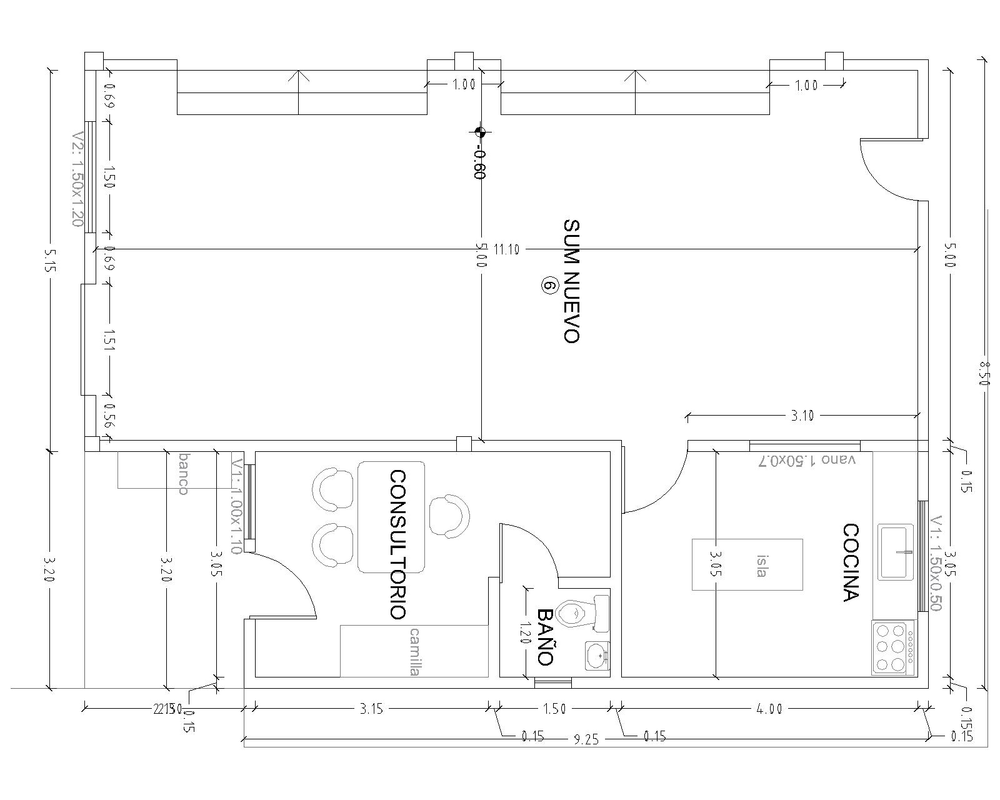 1.00
1.00
0.69
V2: 1.50x1.20
1.50
-0.60
0.69
5.15
11.10
5.00
SUM NUEVO
6
5.00
1.51
8.50
0.56
3.10
banco
V1: 1.00x1.10
vano 1.50x0.7
0.15
CONSULTORIO
COCINA
isla
V1: 1.50x0.50
3.20
3.20
3.05
3.05
3.05
BAÑO
1.20
camilla
3.15
1.50
4.00
0.15
0.15
0.15
0.15
0.15
9.25